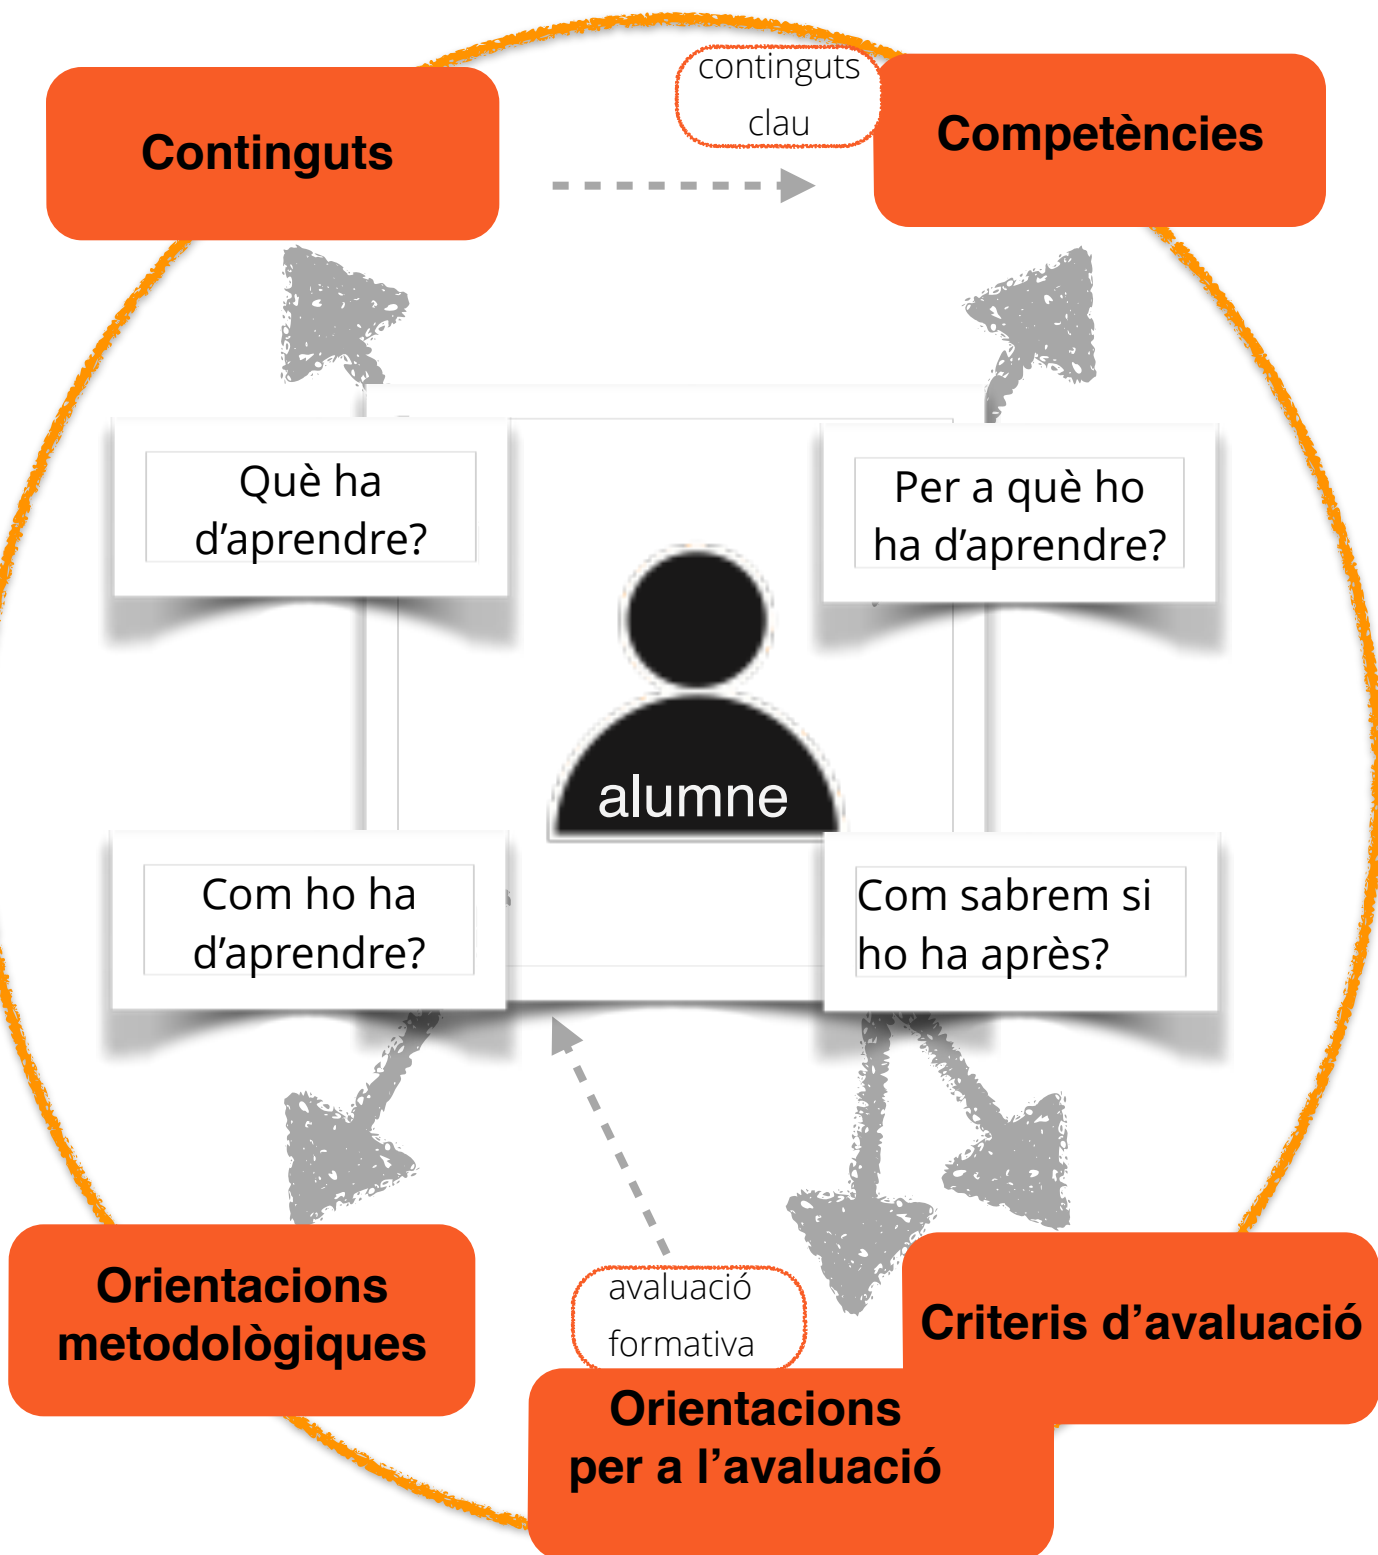 continguts
clau
Continguts
Competències
Què ha
d’aprendre?
Per a què ho
ha d’aprendre?
alumne
Com ho ha
d’aprendre?
Com sabrem si
ho ha après?
Orientacions
metodològiques
avaluació
formativa
Criteris d’avaluació
Orientacions
per a l’avaluació